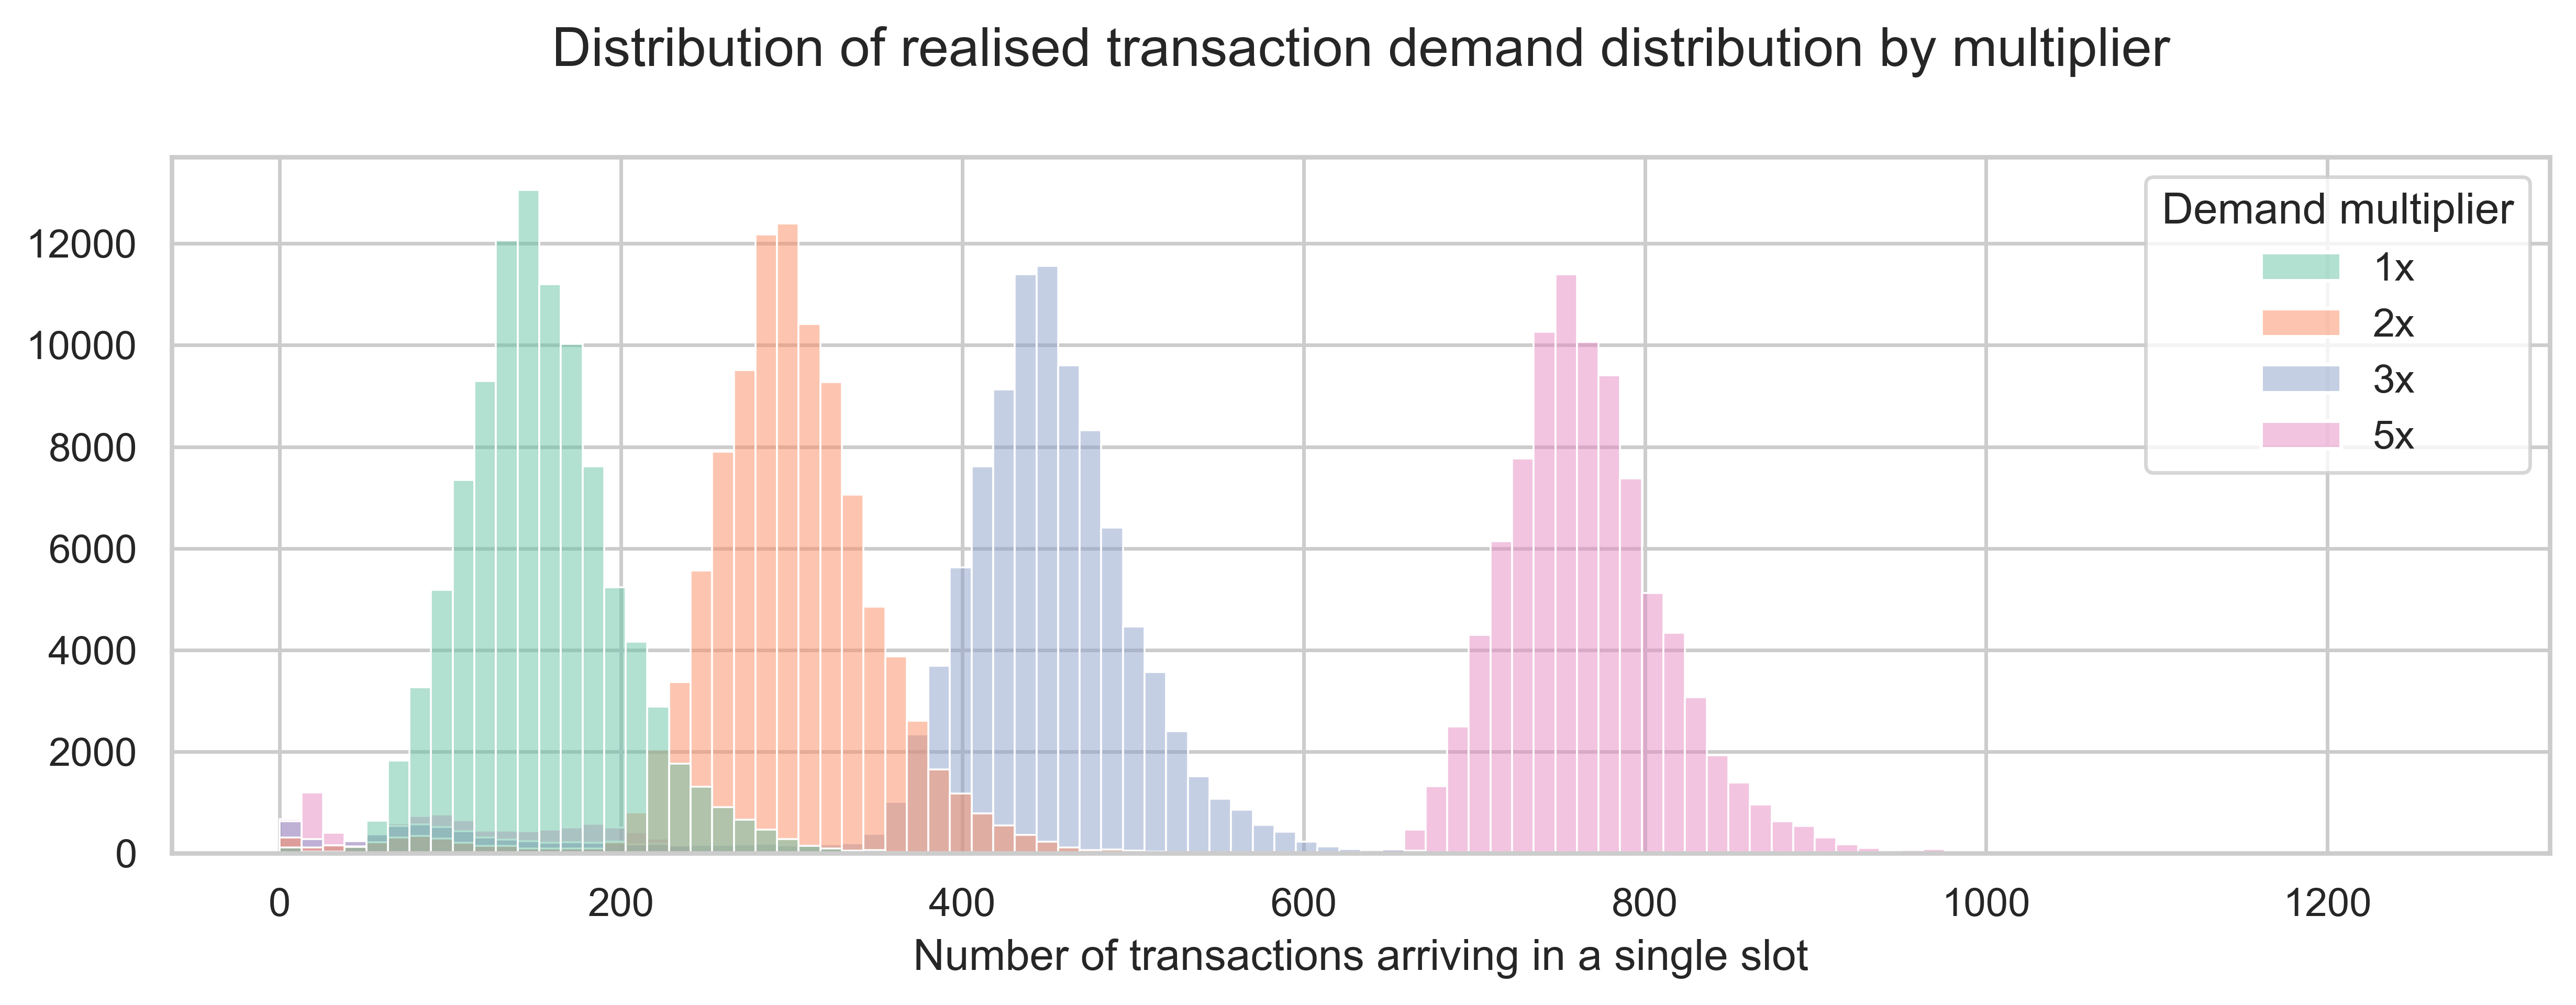 Distribution of realised transaction demand distribution by multiplier
12000
10000
8000
6000
4000
2000
0
Demand multiplier
1x
2x
3x
5x
0 200 400 600 800 1000 1200
Number of transactions arriving in a single slot